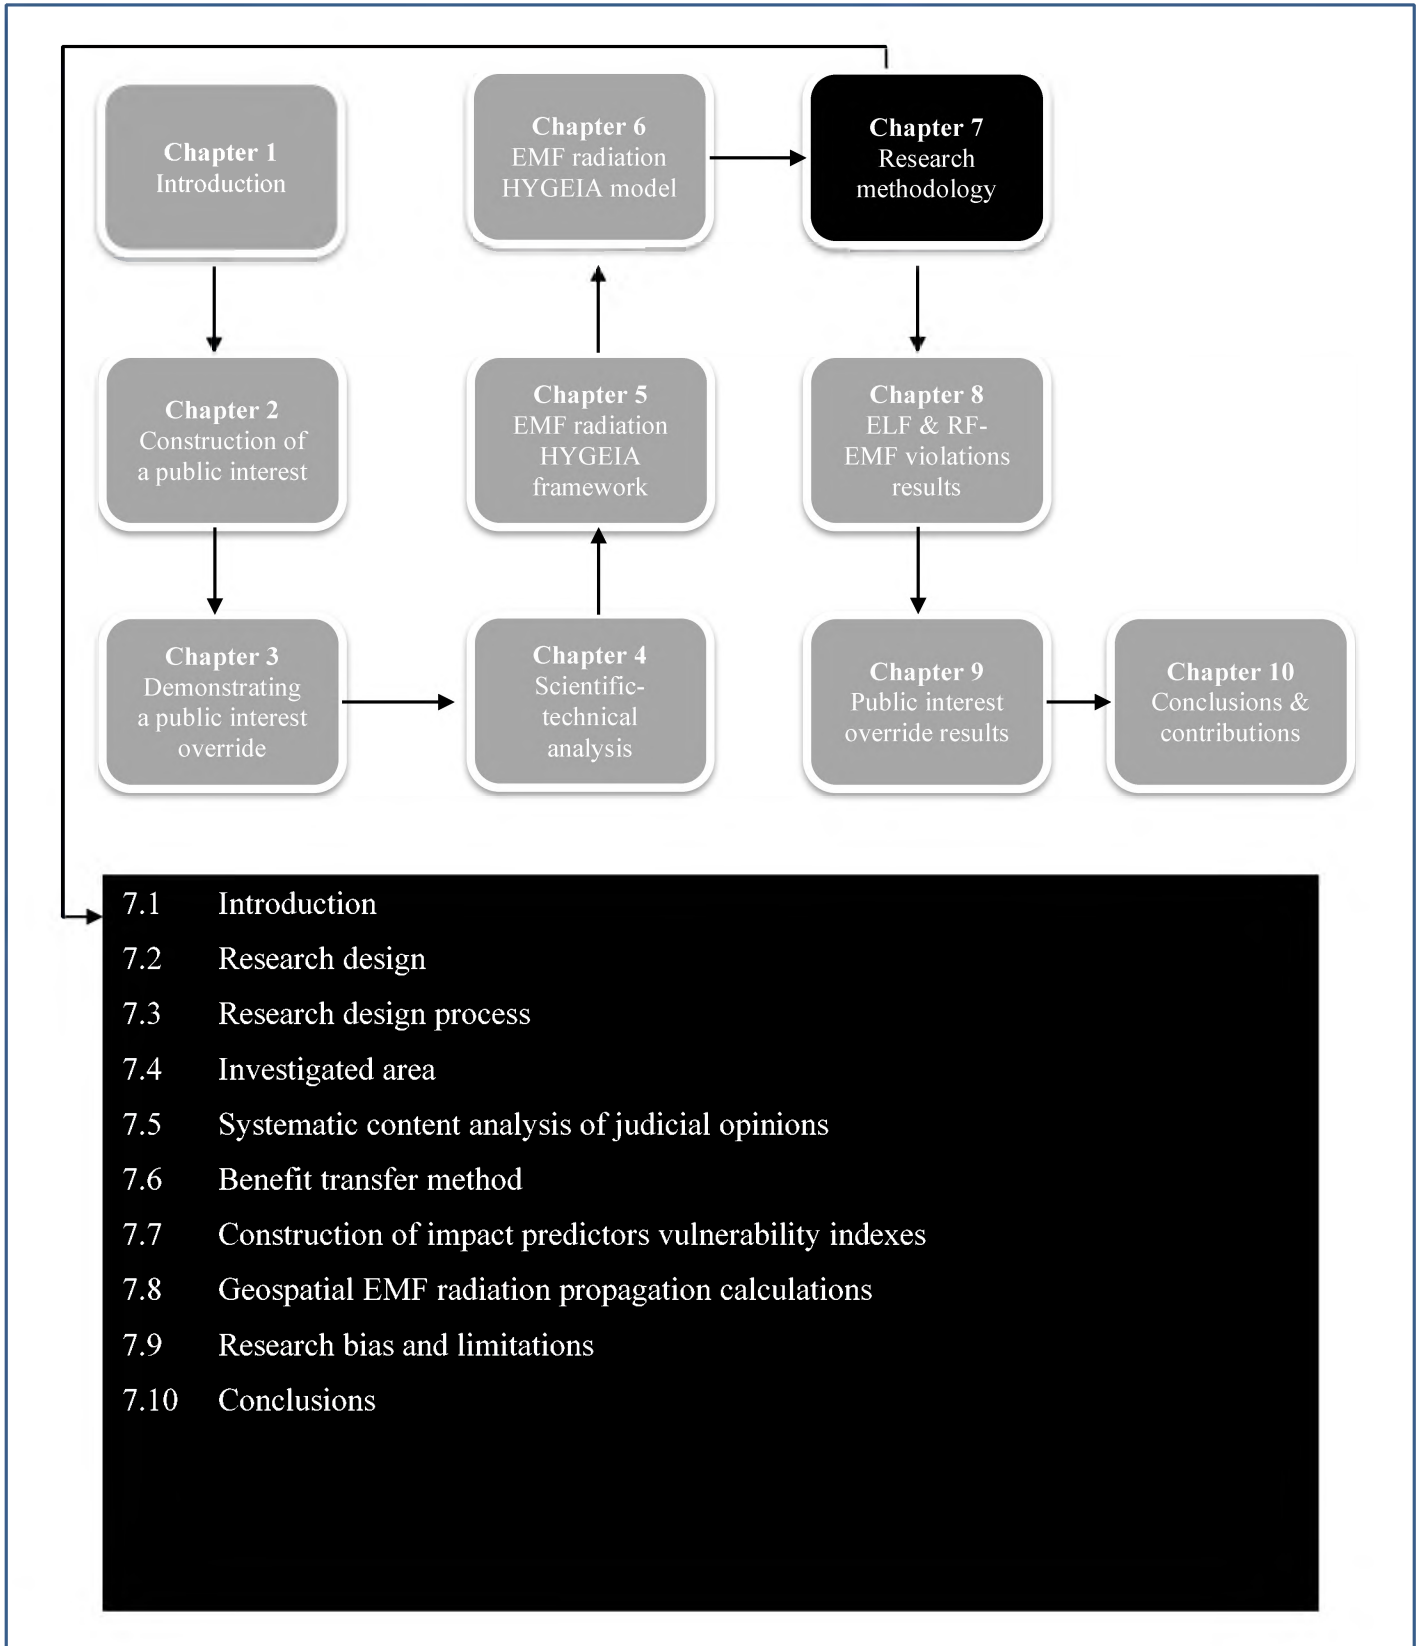 Chapter 1
Introduction
Chapter 2
Construction of
a public interest
Chapter 3
Demonstrating
a public interest
override
Chapter 4
Scientific-
technical
analysis
Chapter 5
EMF radiation
HYGEIA
framework
Chapter 6
EMF radiation
HYGEIA model
Chapter 7
Research
methodology
Chapter 8
ELF & RF-
EMF violations
results
Chapter 9
Public interest
override results
Chapter 10
Conclusions &
contributions
7.1 Introduction
7.2 Research design
7.3 Research design process
7.4 Investigated area
7.5 Systematic content analysis of judicial opinions
7.6 Benefit transfer method
7.7 Construction of impact predictors vulnerability indexes
7.8 Geospatial EMF radiation propagation calculations
7.9 Research bias and limitations
7.10 Conclusions